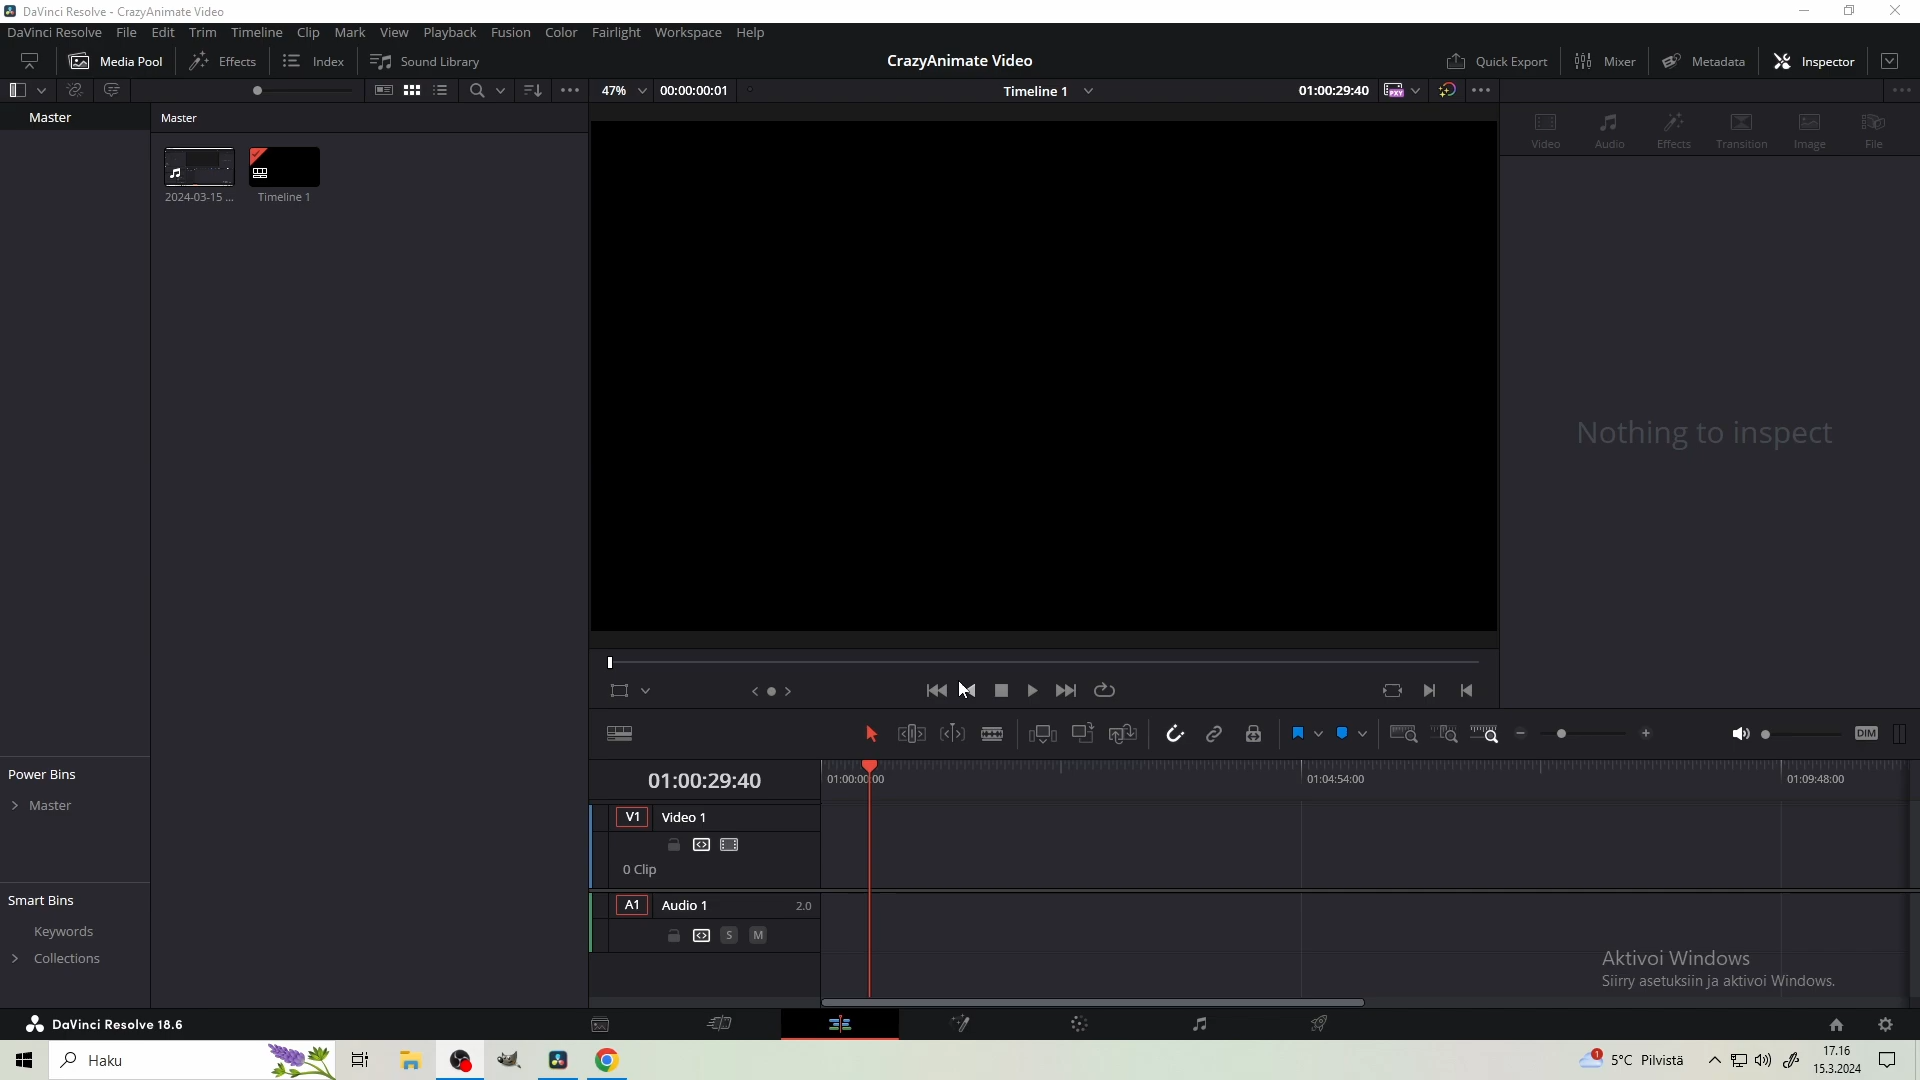 DaVinci Resolve - CrazyAnimate Video
DaVinci Resolve File Edit Trim Timeline Clip Mark View Playback Fusion Color Fairlight Workspace Help
Media Pool Effects Index Sound Library CrazyAnimate Video Quick Export Mixer Metadata Inspector
47% 00:00:00:01 Timeline 1 01:00:29:40 PXY
Master Master
Video Audio Effects Transition Image File
2024-03-15 ... Timeline 1
Nothing to inspect
DIM
01:00:29:40 01:00:00:00 01:04:54:00 01:09:48:00
Power Bins
Master
V1 Video 1
0 Clip
Smart Bins
A1 Audio 1 2.0
Keywords
S M
Collections
Aktivoi Windows
Siirry asetuksiin ja aktivoi Windows.
DaVinci Resolve 18.6
Haku 1 5°C Pilvistä 17.16
15.3.2024